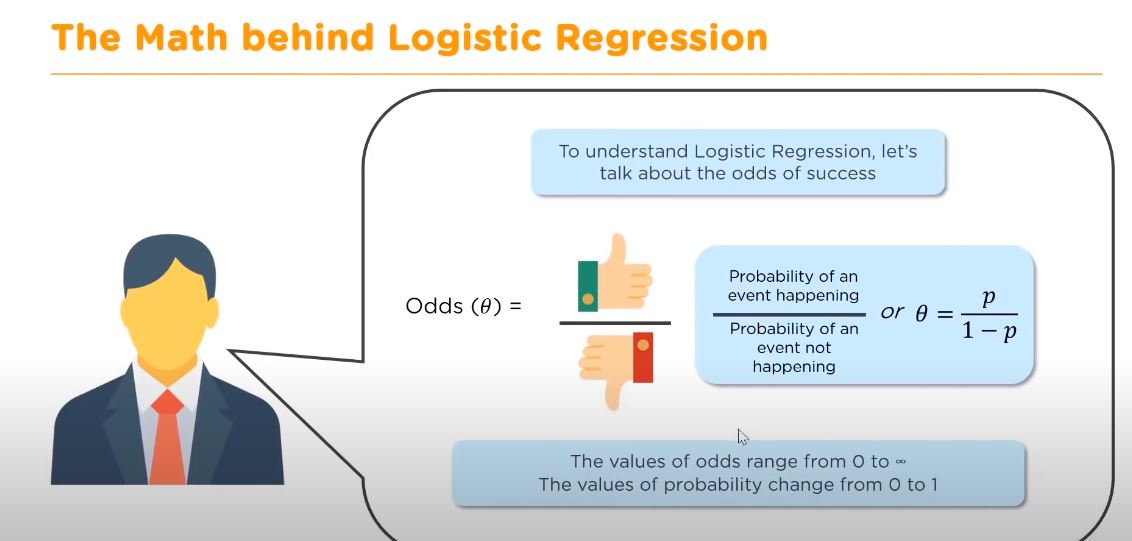 The Math behind Logistic Regression
To understand Logistic Regression, let's
talk about the odds of success
Odds (θ) =
Probability of an
event happening
Probability of an
event not
happening
or θ = p / 1 − p
The values of odds range from 0 to ∞
The values of probability change from 0 to 1